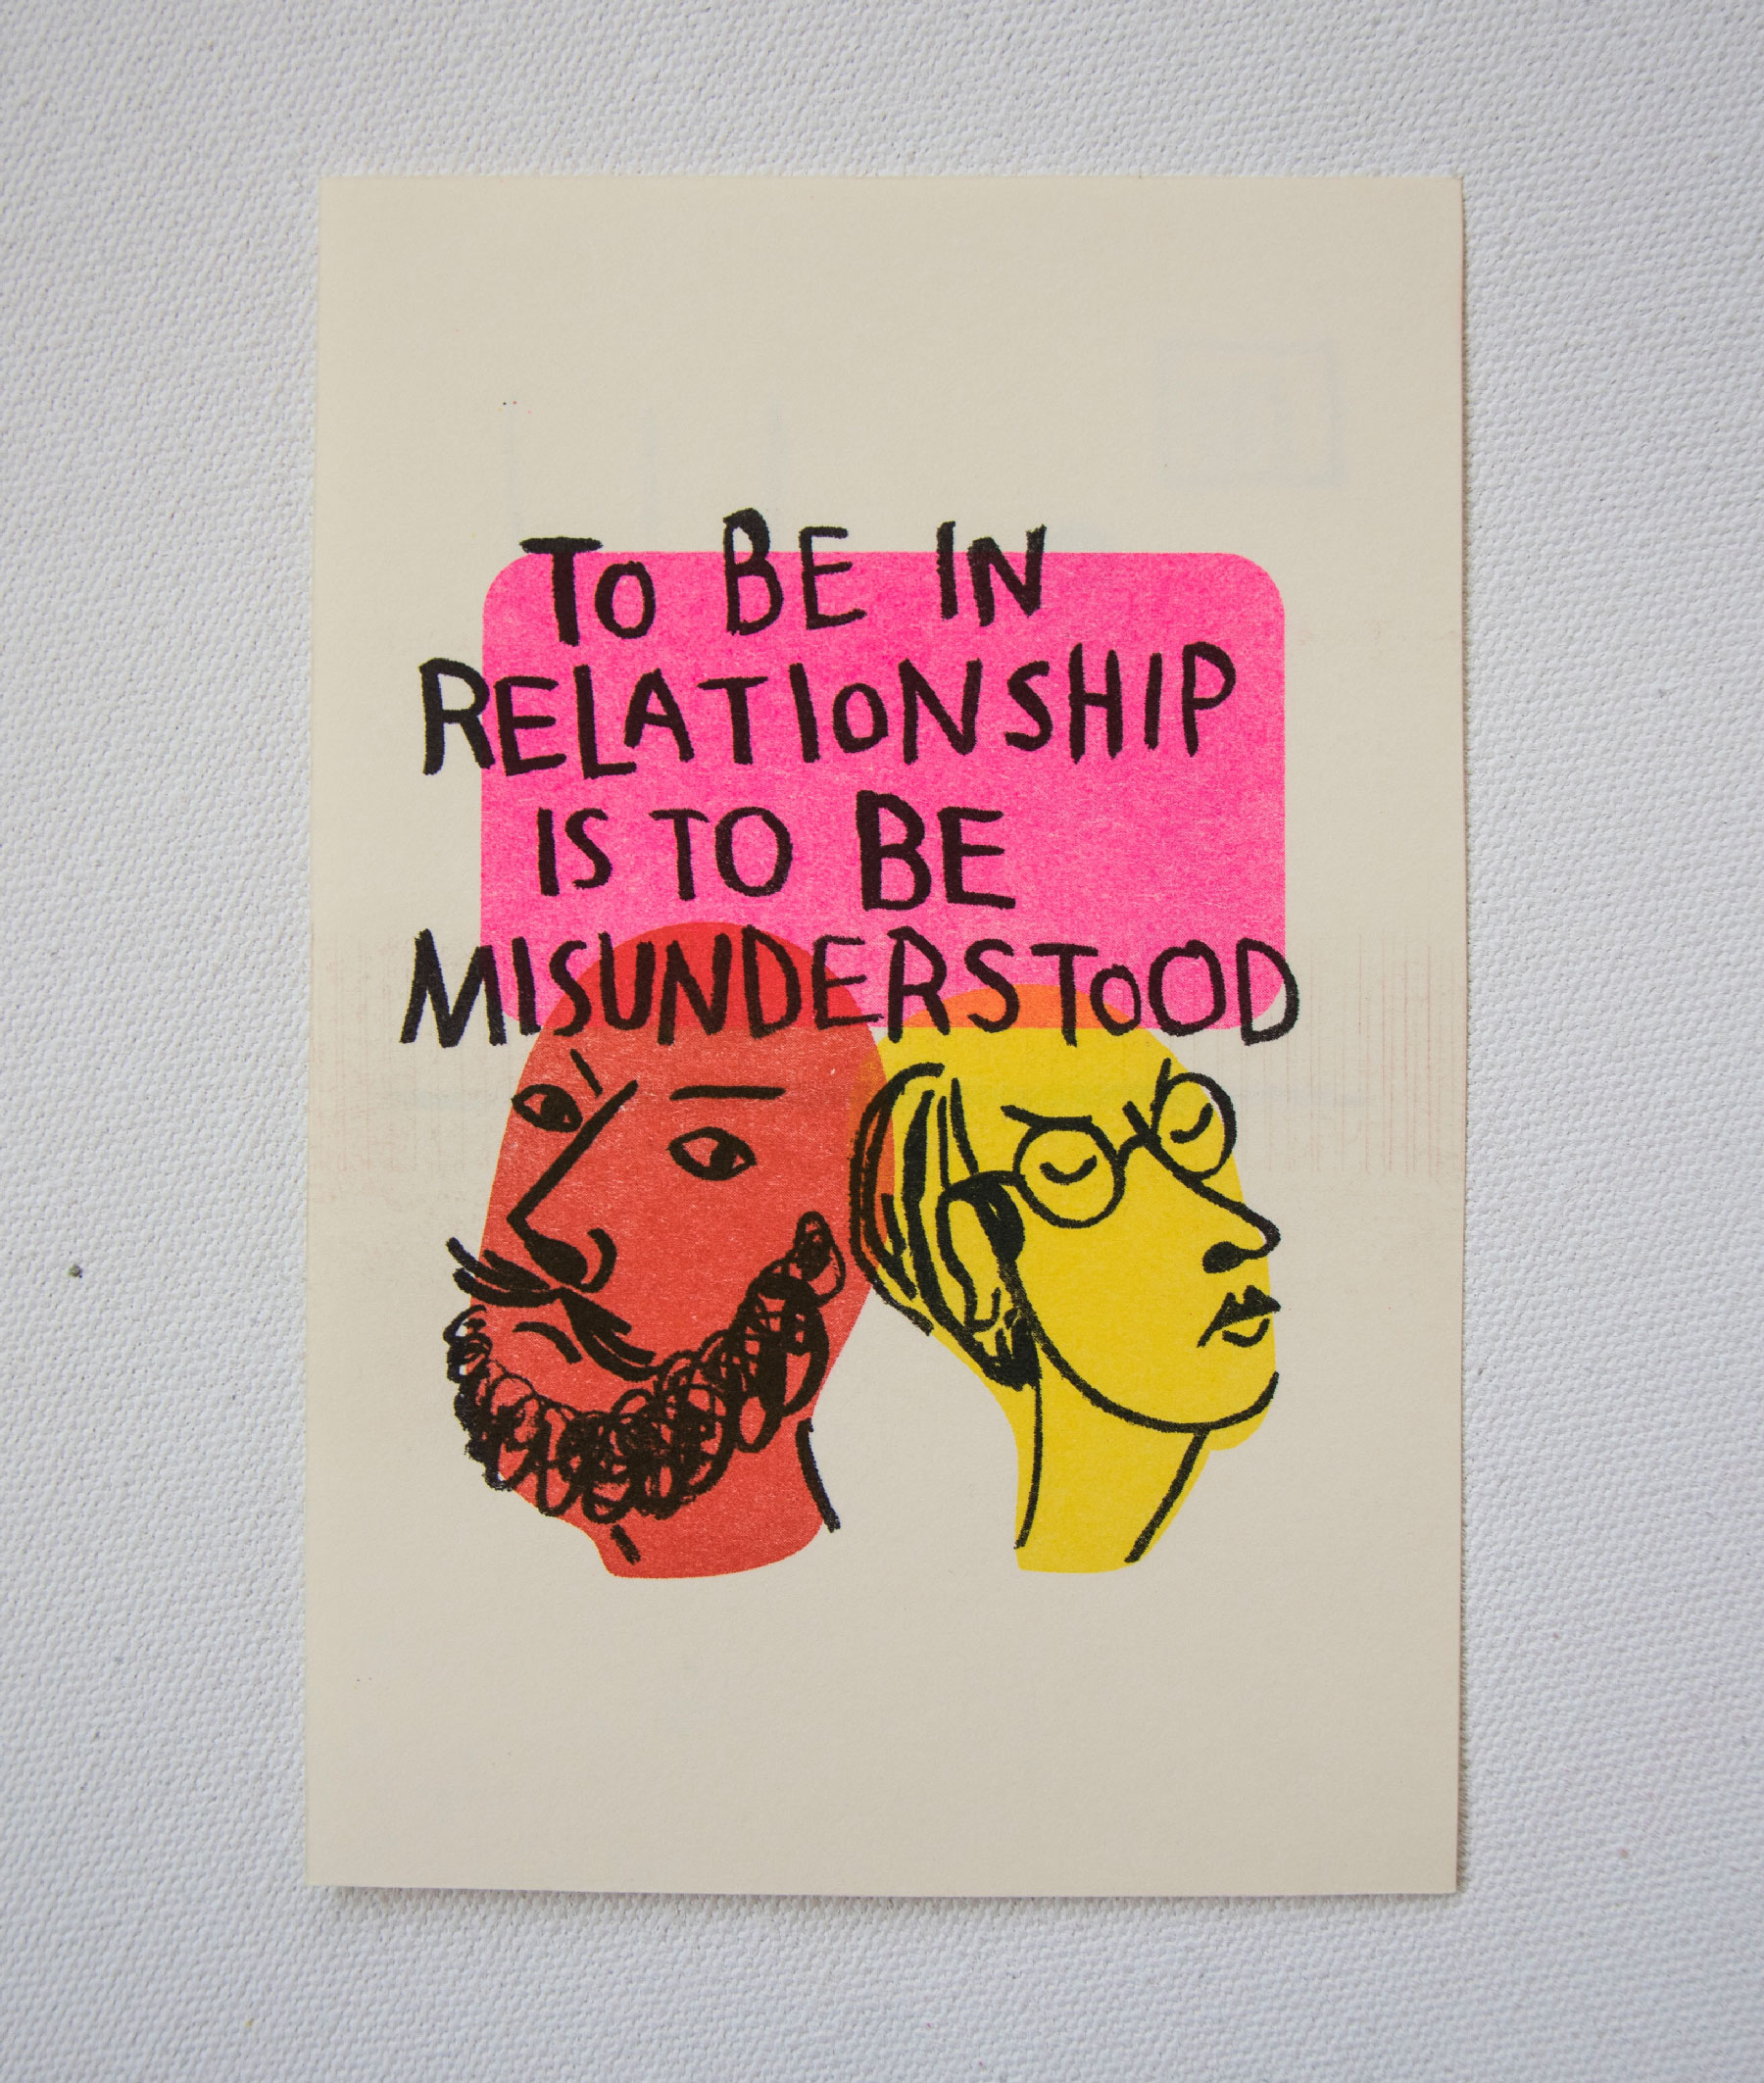 TO BE IN
RELATIONSHIP
IS TO BE
MISUNDERSTOOD